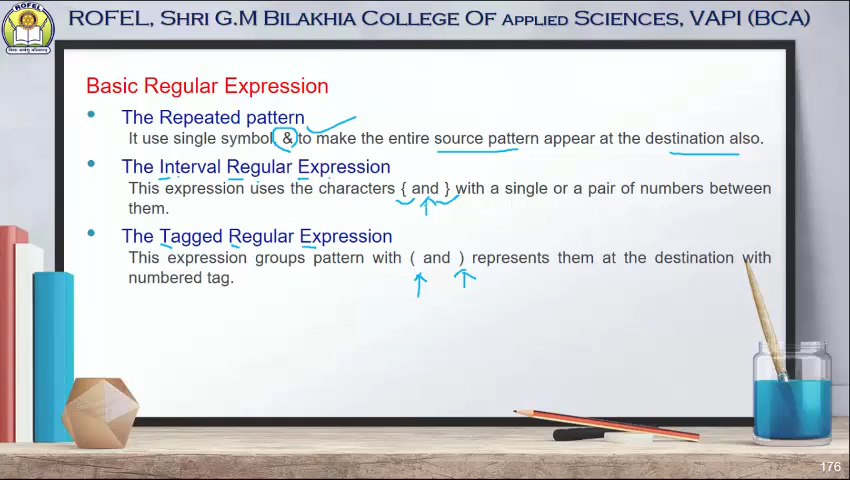 ROFEL, SHRI G.M BILAKHIA COLLEGE OF APPLIED SCIENCES, VAPI (BCA)
Basic Regular Expression
• The Repeated pattern
It use single symbol, & to make the entire source pattern appear at the destination also.
• The Interval Regular Expression
This expression uses the characters { and } with a single or a pair of numbers between
them.
• The Tagged Regular Expression
This expression groups pattern with ( and ) represents them at the destination with
numbered tag.
176